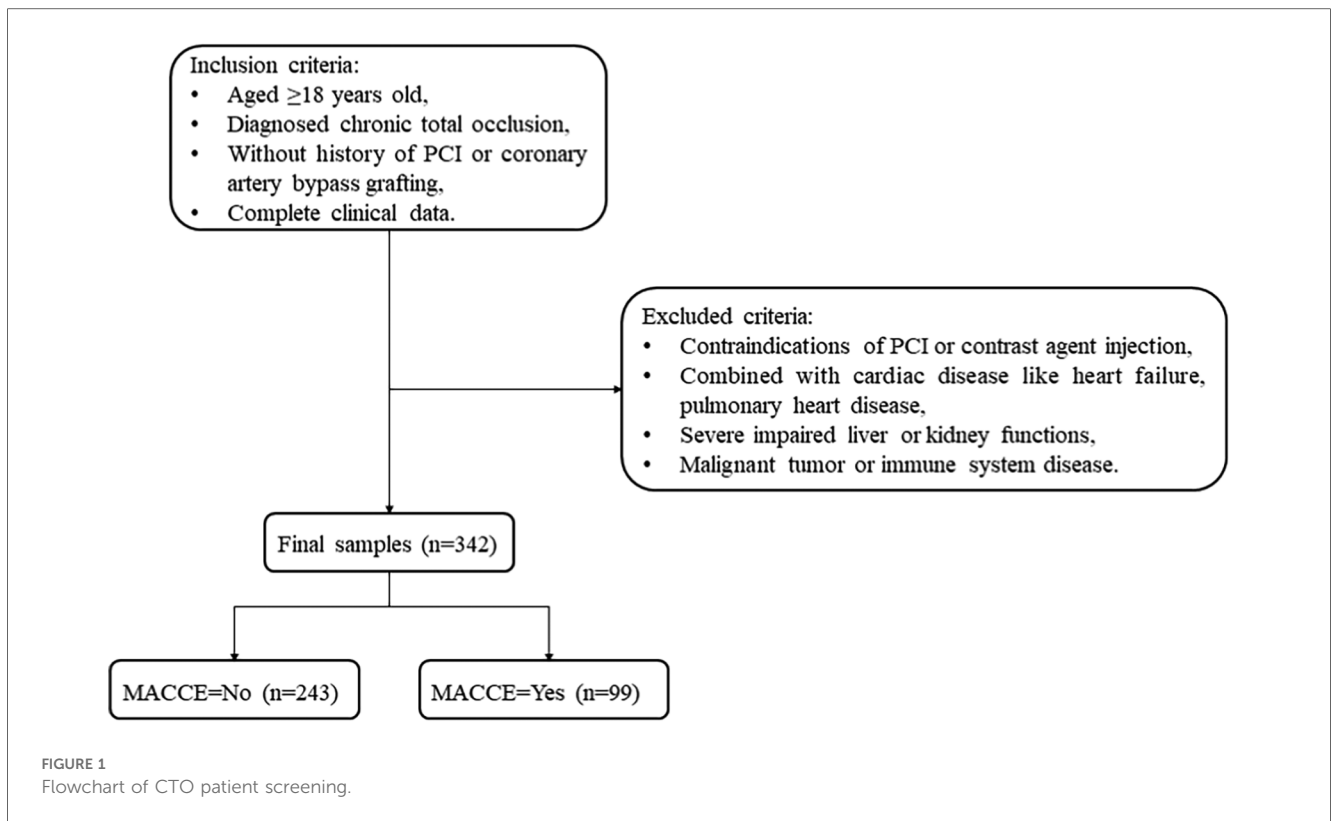 Inclusion criteria:
• Aged ≥18 years old,
• Diagnosed chronic total occlusion,
• Without history of PCI or coronary
artery bypass grafting,
• Complete clinical data.
Excluded criteria:
• Contraindications of PCI or contrast agent injection,
• Combined with cardiac disease like heart failure,
pulmonary heart disease,
• Severe impaired liver or kidney functions,
• Malignant tumor or immune system disease.
Final samples (n=342)
MACCE=No (n=243)
MACCE=Yes (n=99)
FIGURE 1
Flowchart of CTO patient screening.